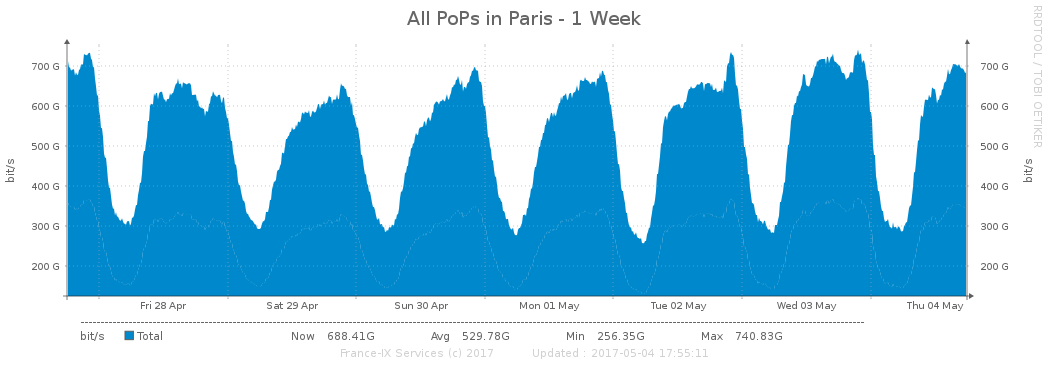 All PoPs in Paris - 1 Week
RRDTOOL / TOBI OETIKER
700 G 700 G
600 G 600 G
500 G 500 G
400 G 400 G
300 G 300 G
200 G 200 G
bit/s
bit/s
Fri 28 Apr Sat 29 Apr Sun 30 Apr Mon 01 May Tue 02 May Wed 03 May Thu 04 May
bit/s Total Now 688.41G Avg 529.78G Min 256.35G Max 740.83G
France-IX Services (c) 2017 Updated : 2017-05-04 17:55:11